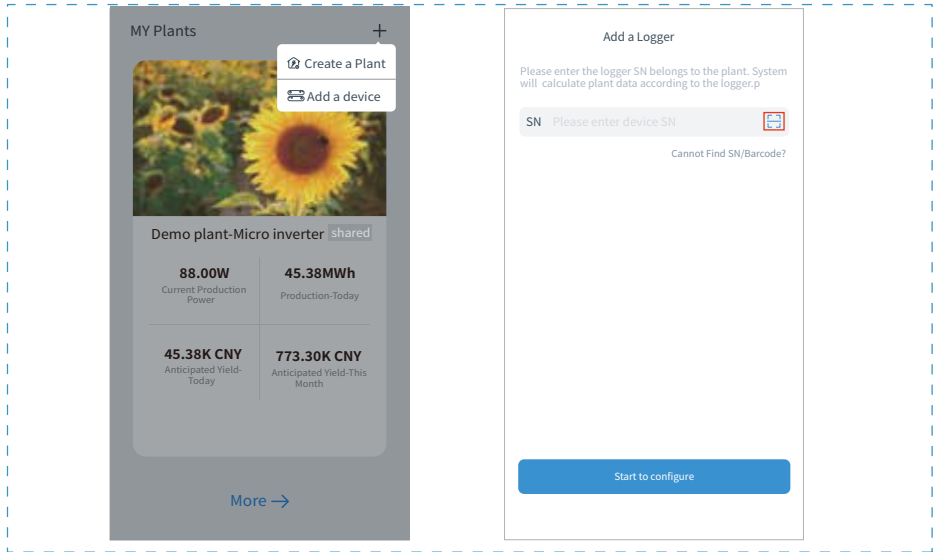 MY Plants
Create a Plant
Add a device
Demo plant-Micro inverter shared
88.00W
Current Production
Power
45.38MWh
Production-Today
45.38K CNY
Anticipated Yield-
Today
773.30K CNY
Anticipated Yield-This
Month
More
Add a Logger
Please enter the logger SN belongs to the plant. System
will calculate plant data according to the logger.p
SN Please enter device SN
Cannot Find SN/Barcode?
Start to configure